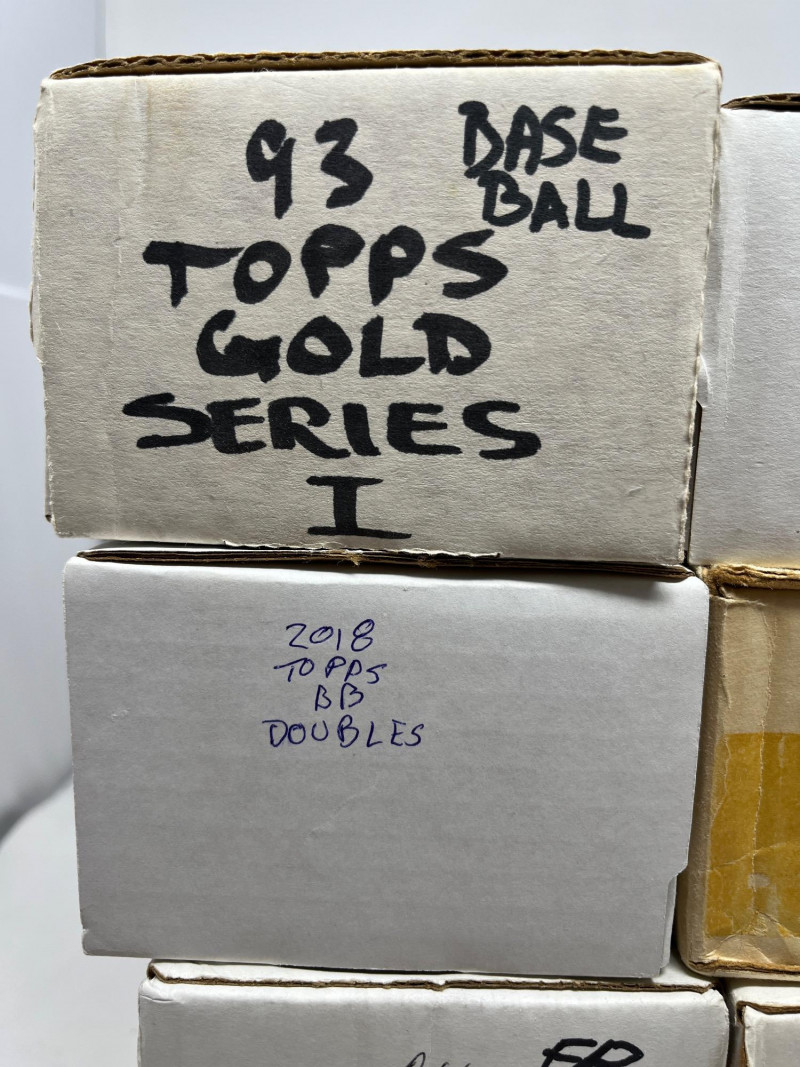 93
BASE
BALL
TOPPS
GOLD
SERIES
I
2018
TOPPS
BB
DOUBLES